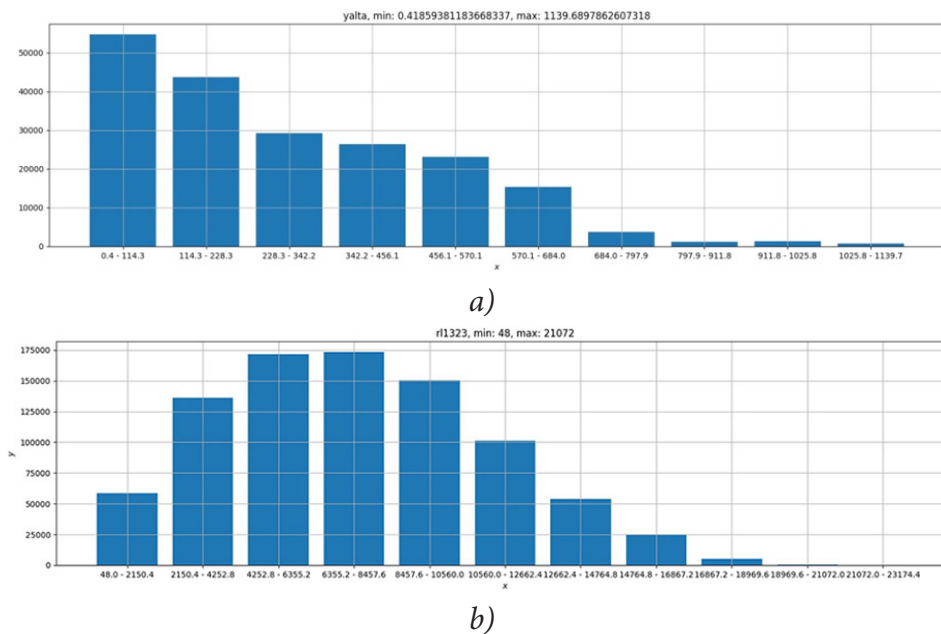 yalta, min: 0.41859381183668337, max: 1139.6897862607318
50000
40000
30000
20000
10000
0
0.4 - 114.3 114.3 - 228.3 228.3 - 342.2 342.2 - 456.1 456.1 - 570.1 570.1 - 684.0 684.0 - 797.9 797.9 - 911.8 911.8 - 1025.8 1025.8 - 1139.7
x
a)
rl1323, min: 48, max: 21072
175000
150000
125000
100000
y
75000
50000
25000
0
48.0 - 2150.4 2150.4 - 4252.8 4252.8 - 6355.2 6355.2 - 8457.6 8457.6 - 10560.0 10560.0 - 12662.4 12662.4 - 14764.8 14764.8 - 16867.2 16867.2 - 18969.6 18969.6 - 21072.0 21072.0 - 23174.4
x
b)